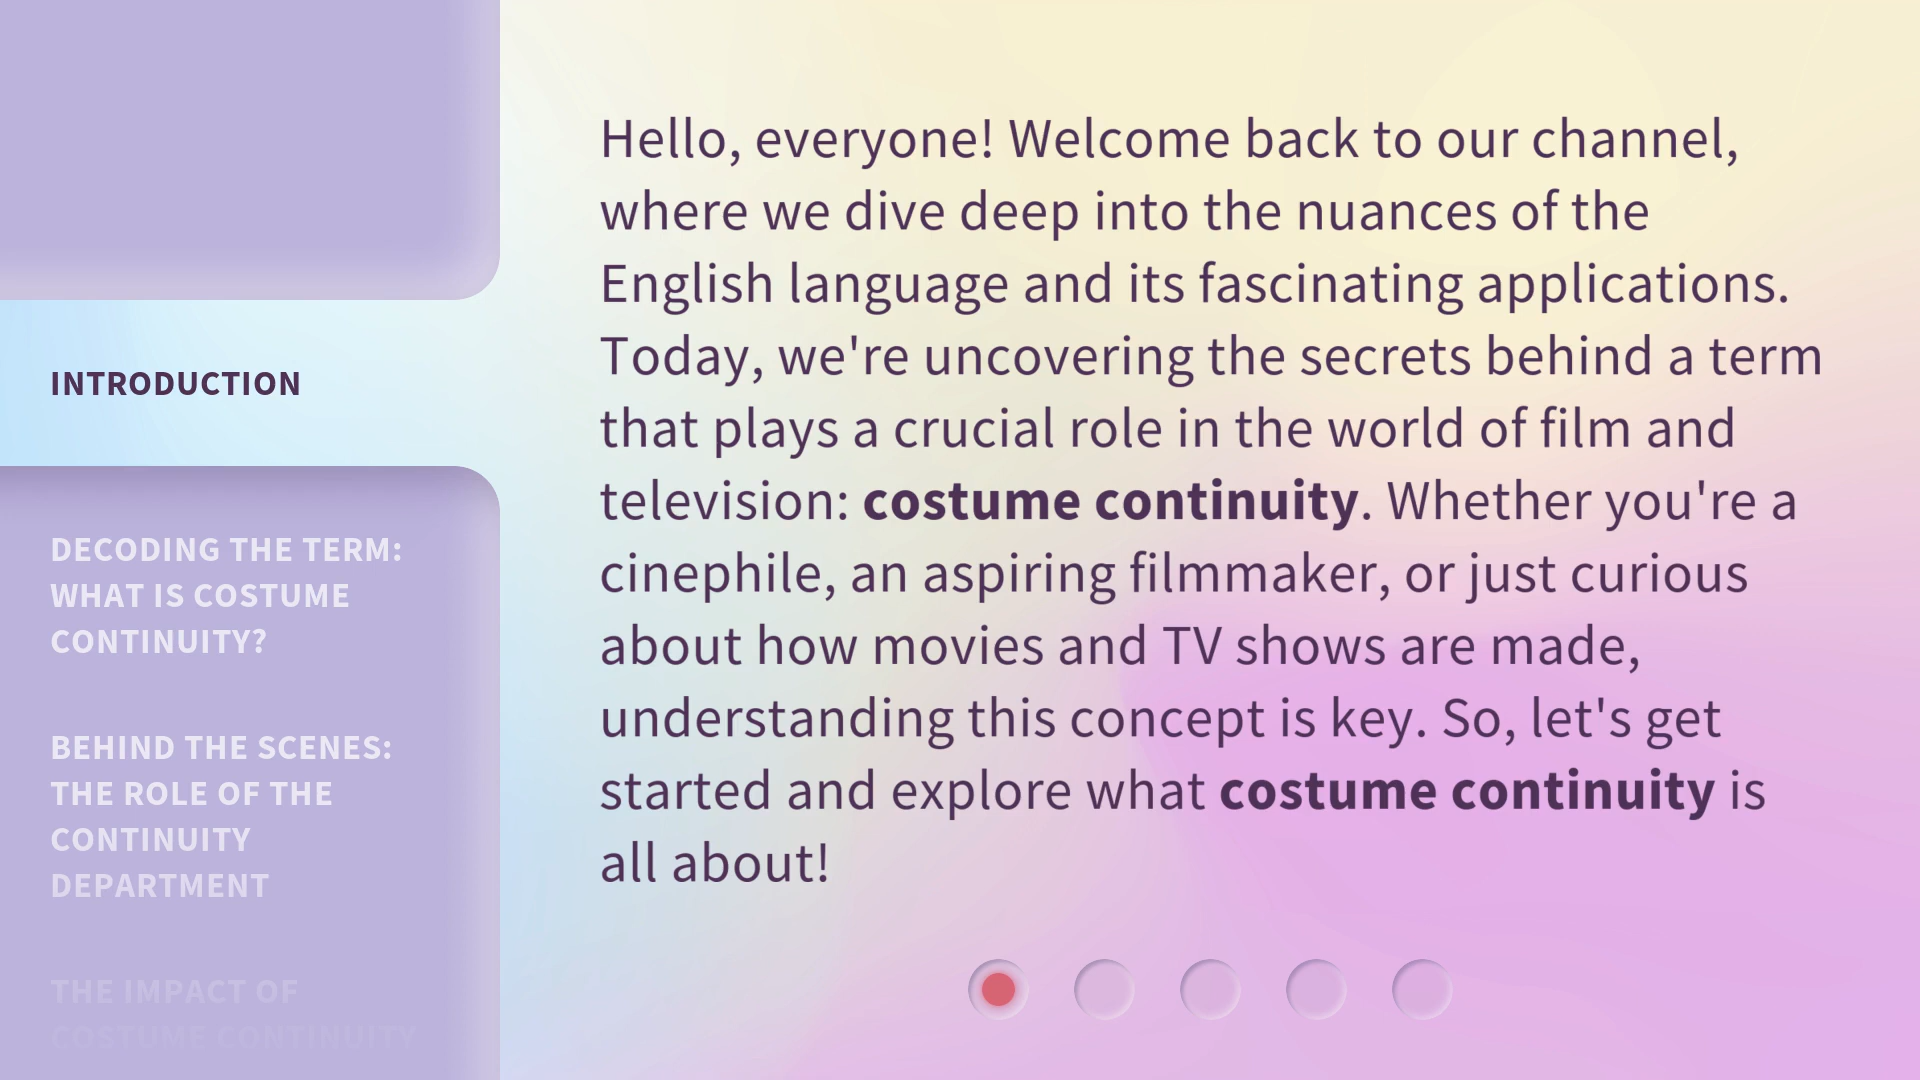 INTRODUCTION
DECODING THE TERM:
WHAT IS COSTUME
CONTINUITY?
BEHIND THE SCENES:
THE ROLE OF THE
CONTINUITY
DEPARTMENT
THE IMPACT OF
COSTUME CONTINUITY
Hello, everyone! Welcome back to our channel,
where we dive deep into the nuances of the
English language and its fascinating applications.
Today, we're uncovering the secrets behind a term
that plays a crucial role in the world of film and
television: costume continuity. Whether you're a
cinephile, an aspiring filmmaker, or just curious
about how movies and TV shows are made,
understanding this concept is key. So, let's get
started and explore what costume continuity is
all about!